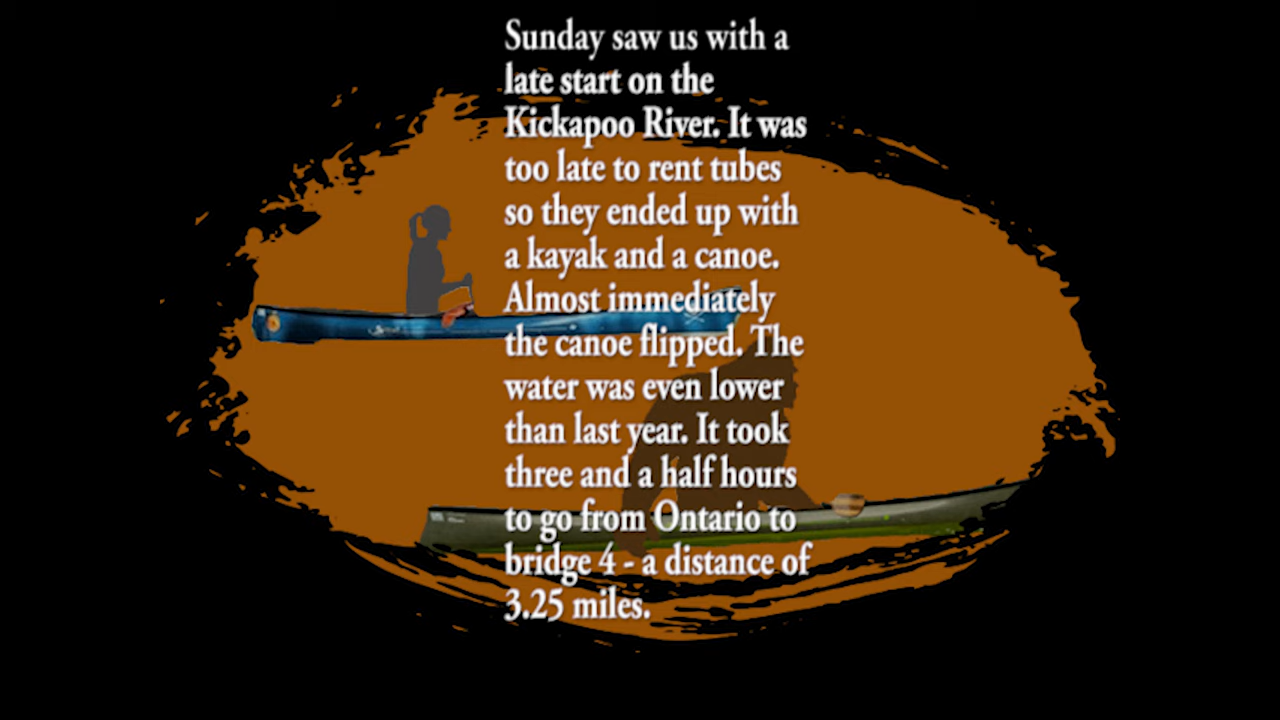 Sunday saw us with a
late start on the
Kickapoo River. It was
too late to rent tubes
so they ended up with
a kayak and a canoe.
Almost immediately
the canoe flipped. The
water was even lower
than last year. It took
three and a half hours
to go from Ontario to
bridge 4 - a distance of
3.25 miles.